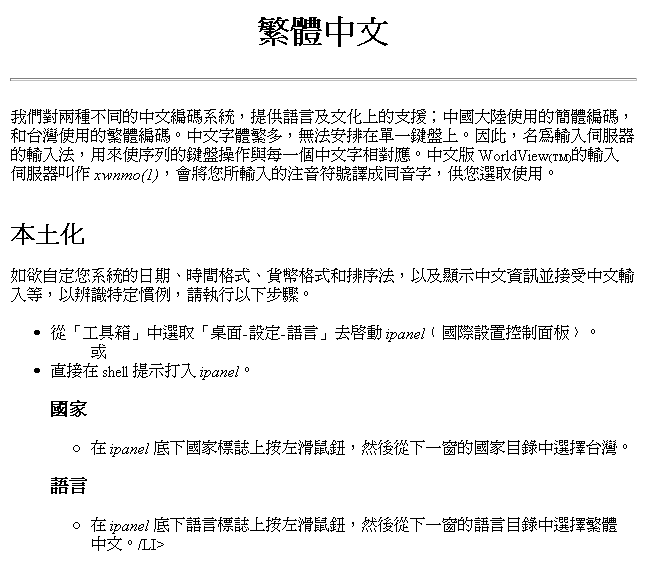 繁體中文
我們對兩種不同的中文編碼系統，提供語言及文化上的支援；中國大陸使用的簡體編碼，
和台灣使用的繁體編碼。中文字體繁多，無法安排在單一鍵盤上。因此，名為輸入伺服器
的輸入法，用來使序列的鍵盤操作與每一個中文字相對應。中文版 WorldView(TM)的輸入
伺服器叫作 xwnmo(1)，會將您所輸入的注音符號譯成同音字，供您選取使用。
本土化
如欲自定您系統的日期、時間格式、貨幣格式和排序法，以及顯示中文資訊並接受中文輸
入等，以辨識特定慣例，請執行以下步驟。
• 從「工具箱」中選取「桌面-設定-語言」去啓動 ipanel﹙國際設置控制面板﹚。
或
• 直接在 shell 提示打入 ipanel。
國家
○ 在 ipanel 底下國家標誌上按左滑鼠鈕，然後從下一窗的國家目錄中選擇台灣。
語言
○ 在 ipanel 底下語言標誌上按左滑鼠鈕，然後從下一窗的語言目錄中選擇繁體
中文。/LI>